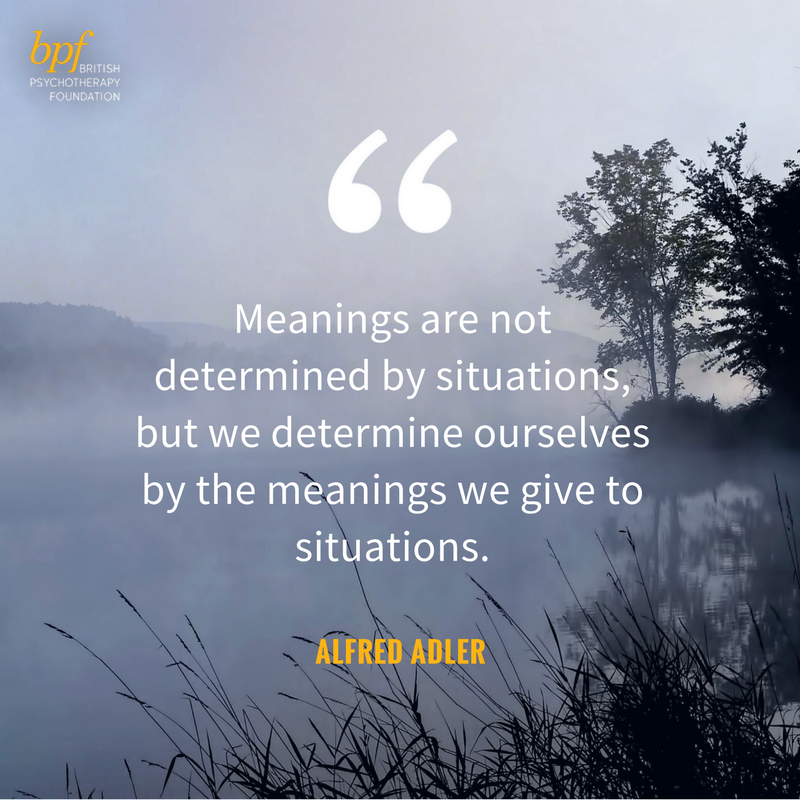 bpf BRITISH
PSYCHOTHERAPY
FOUNDATION
“
Meanings are not
determined by situations,
but we determine ourselves
by the meanings we give to
situations.
ALFRED ADLER